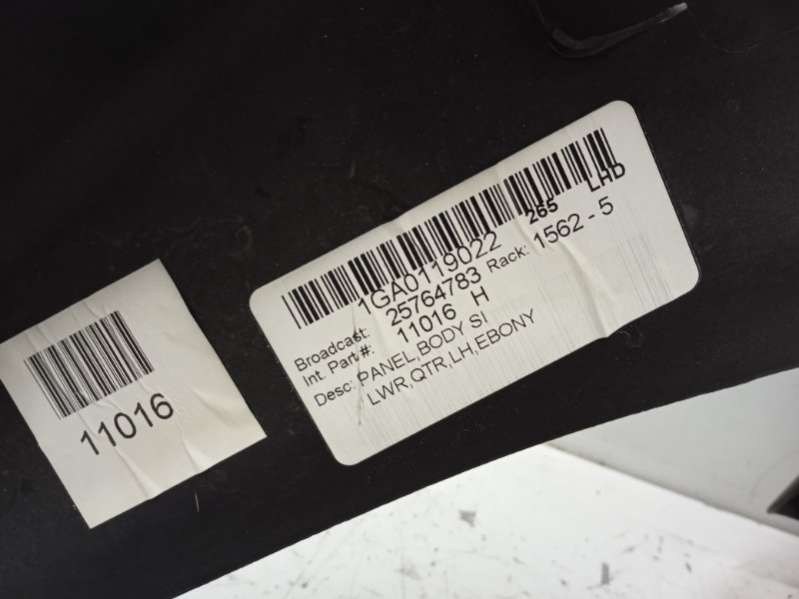 1GA0119022 265 LHD
Broadcast: 25764783 Rack: 1562 - 5
Int. Part #: 11016 H
Desc: PANEL,BODY SI
LWR,QTR,LH,EBONY
11016